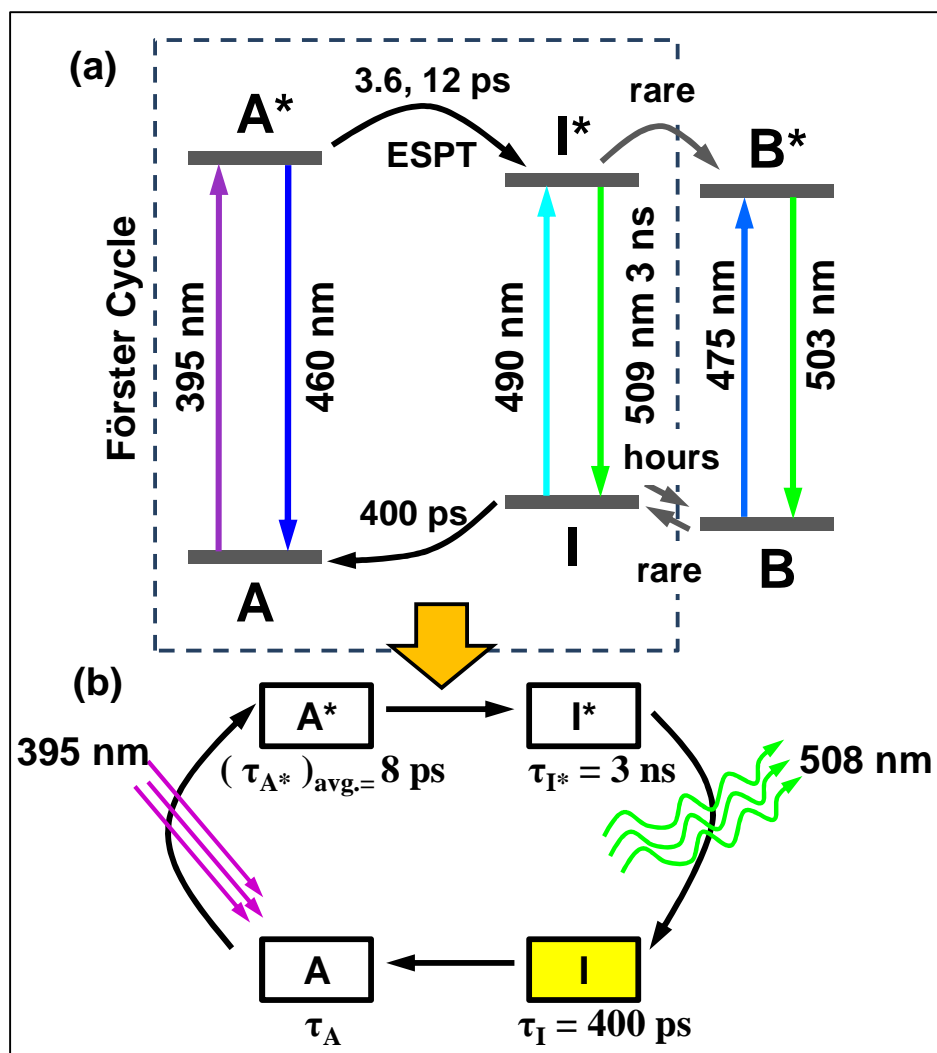 (a)
3.6, 12 ps
rare
A*
I*
B*
ESPT
Förster Cycle
395 nm
460 nm
490 nm
509 nm 3 ns
475 nm
503 nm
hours
400 ps
rare
A
I
B
(b)
A*
I*
395 nm
( τA* )avg.= 8 ps
τI* = 3 ns
508 nm
A
I
τA
τI = 400 ps